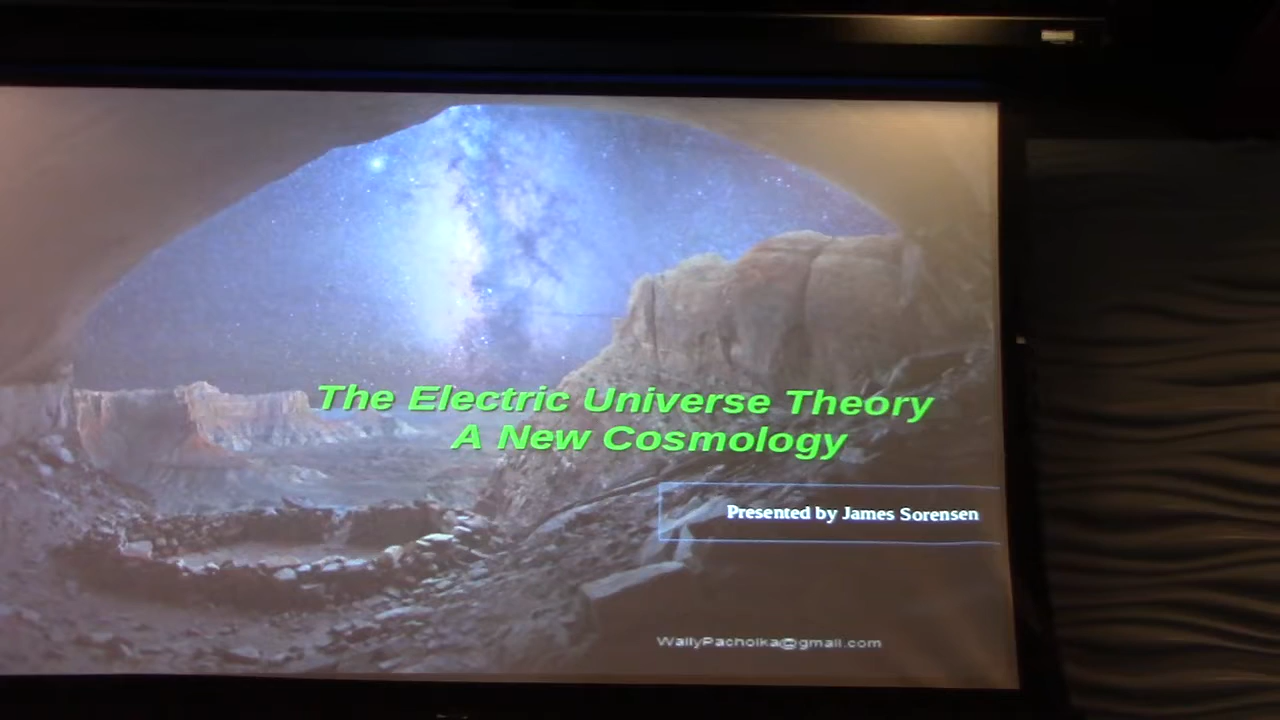 The Electric Universe Theory
A New Cosmology
Presented by James Sorensen
WallyPacholka@gmail.com